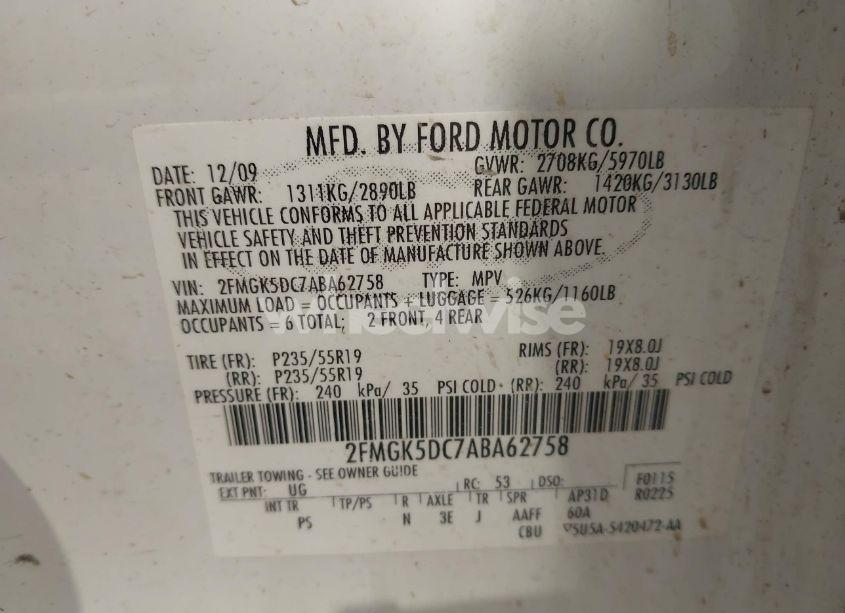 MFD. BY FORD MOTOR CO.
DATE: 12/09 GVWR: 2708KG/5970LB
FRONT GAWR: 1311KG/2890LB REAR GAWR: 1420KG/3130LB
THIS VEHICLE CONFORMS TO ALL APPLICABLE FEDERAL MOTOR
VEHICLE SAFETY AND THEFT PREVENTION STANDARDS
IN EFFECT ON THE DATE OF MANUFACTURE SHOWN ABOVE.
VIN: 2FMGK5DC7ABA62758 TYPE: MPV
MAXIMUM LOAD = OCCUPANTS + LUGGAGE = 526KG/1160LB
OCCUPANTS = 6 TOTAL; 2 FRONT, 4 REAR
TIRE (FR): P235/55R19 RIMS (FR): 19X8.0J
(RR): P235/55R19 (RR): 19X8.0J
PRESSURE (FR): 240 kPa/ 35 PSI COLD (RR): 240 kPa/ 35 PSI COLD
2FMGK5DC7ABA62758
TRAILER TOWING - SEE OWNER GUIDE
EXT PNT: UG RC: 53 DSO: F0115
R0225
INT TR TP/PS R AXLE TR SPR AP31D
PS N 3E J AAFF 60A
CBU 5U5A-5420472-AA